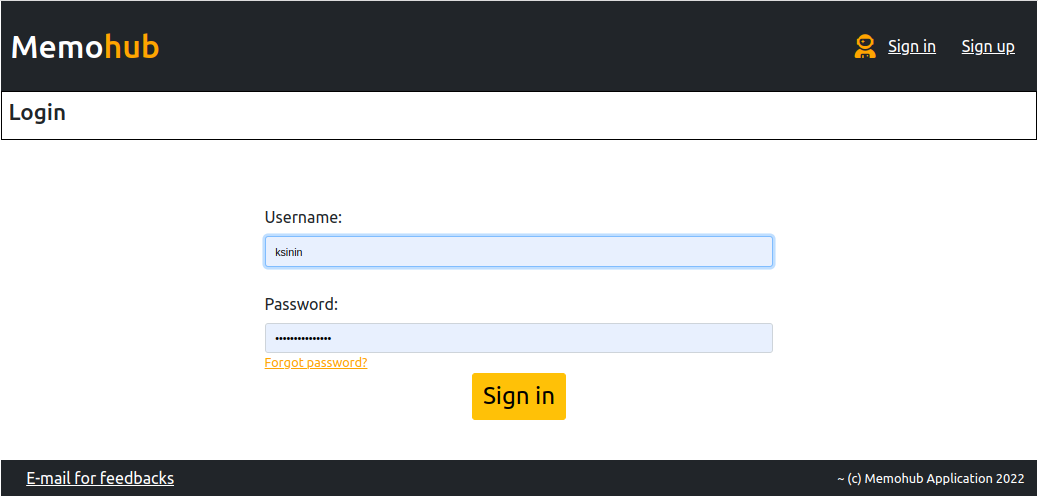 Memohub
Sign in Sign up
Login
Username:
ksinin
Password:
•••••••••••••••
Forgot password?
Sign in
E-mail for feedbacks
~ (c) Memohub Application 2022